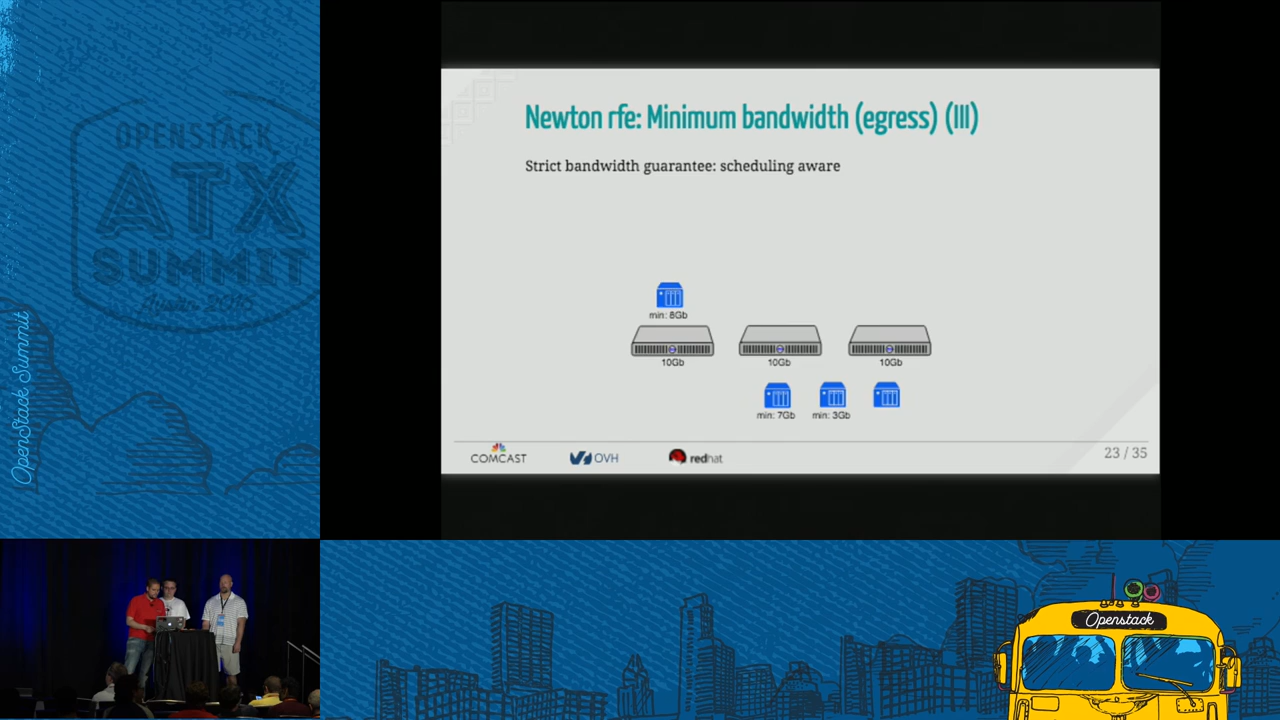 OPENSTACK
ATX
SUMMIT
OpenStack Summit
Newton rfe: Minimum bandwidth (egress) (III)
Strict bandwidth guarantee: scheduling aware
min: 8Gb
10Gb
10Gb
10Gb
min: 7Gb
min: 3Gb
COMCAST
OVH
redhat
23 / 35
Openstack